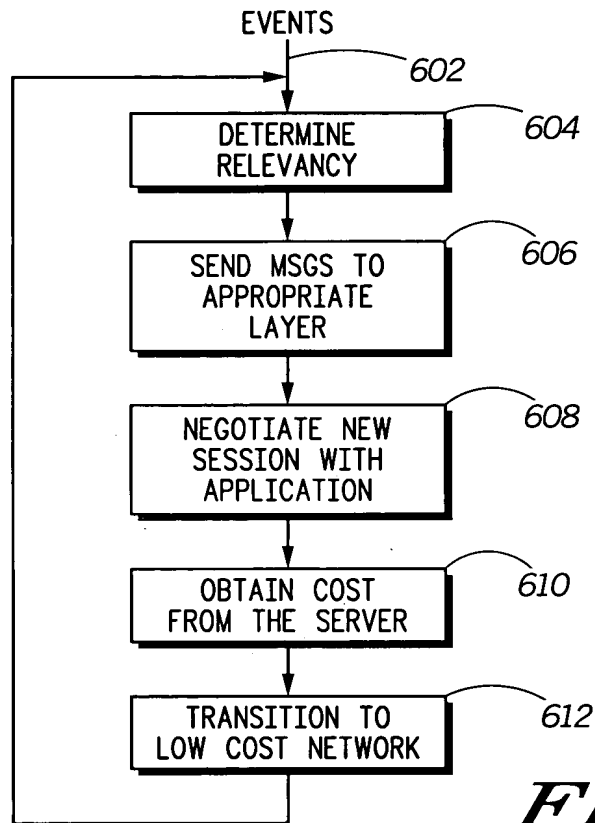 EVENTS
602
DETERMINE
RELEVANCY
604
SEND MSGS TO
APPROPRIATE
LAYER
606
NEGOTIATE NEW
SESSION WITH
APPLICATION
608
OBTAIN COST
FROM THE SERVER
610
TRANSITION TO
LOW COST NETWORK
612